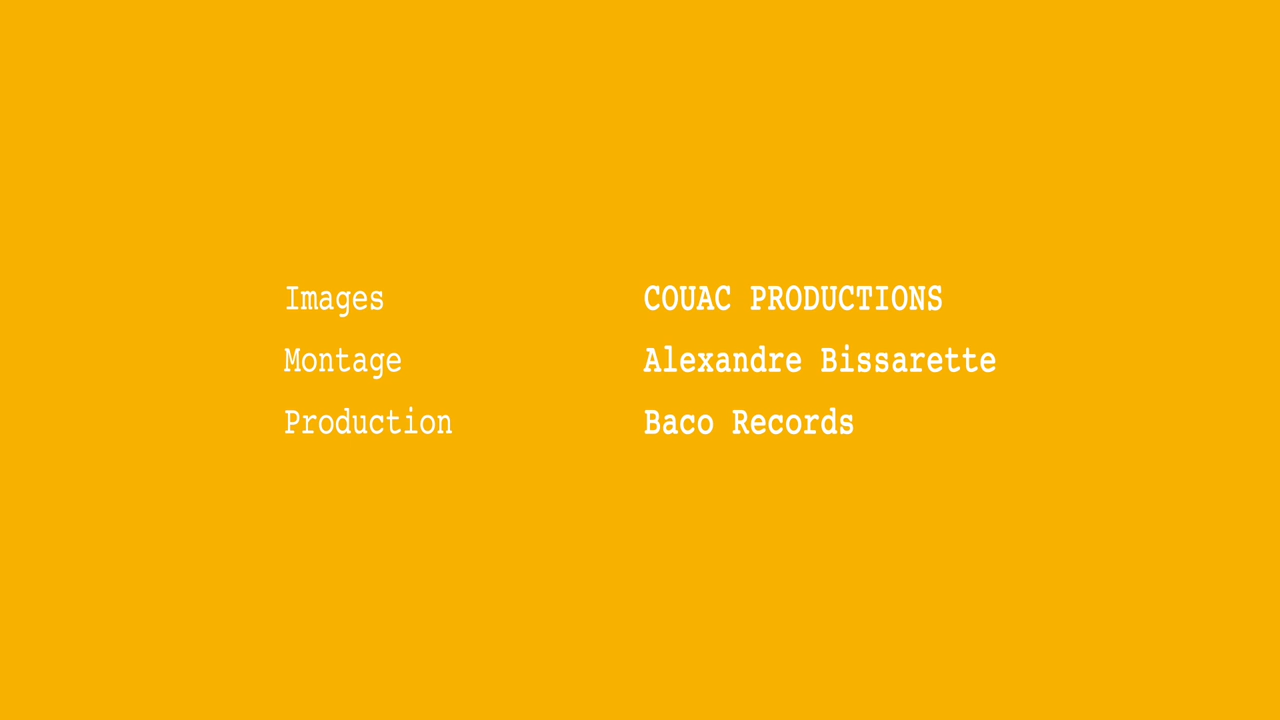 Images COUAC PRODUCTIONS
Montage Alexandre Bissarette
Production Baco Records